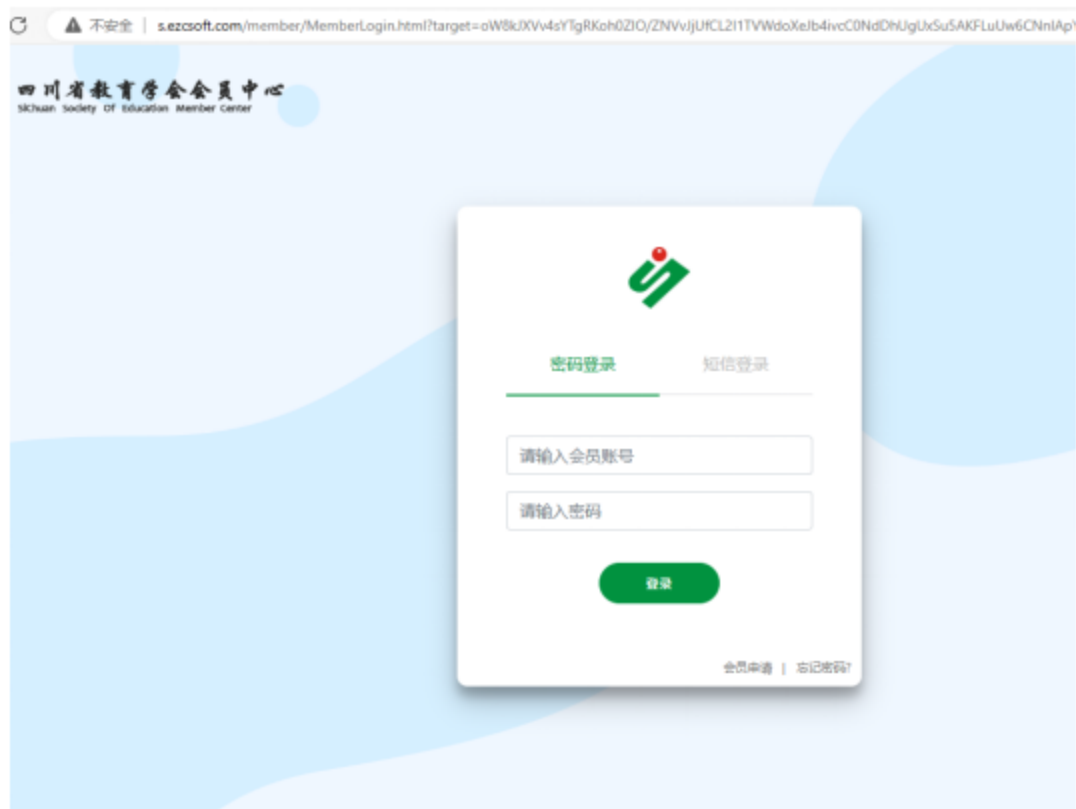 不安全 | s.ezcsoft.com/member/MemberLogin.html?target=
四川省教育学会会员中心
Sichuan Society Of Education Member Center
密码登录 短信登录
请输入会员账号
请输入密码
登录
会员申请 | 忘记密码?